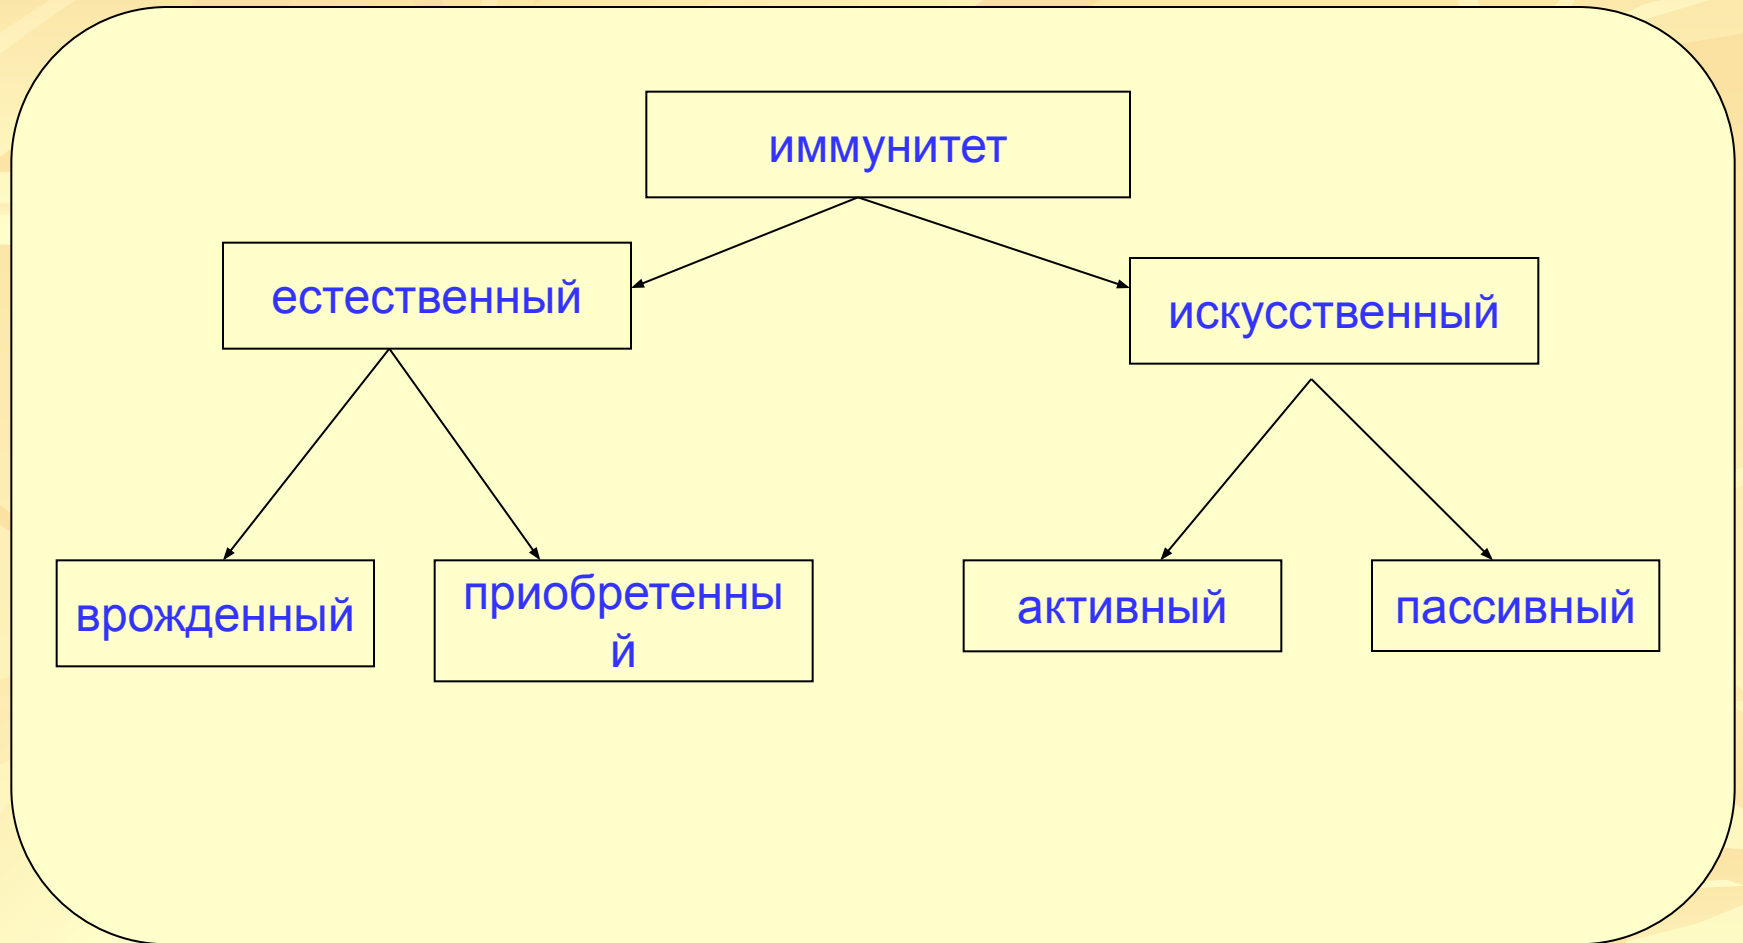 иммунитет
естественный
искусственный
врожденный
приобретенны
й
активный
пассивный